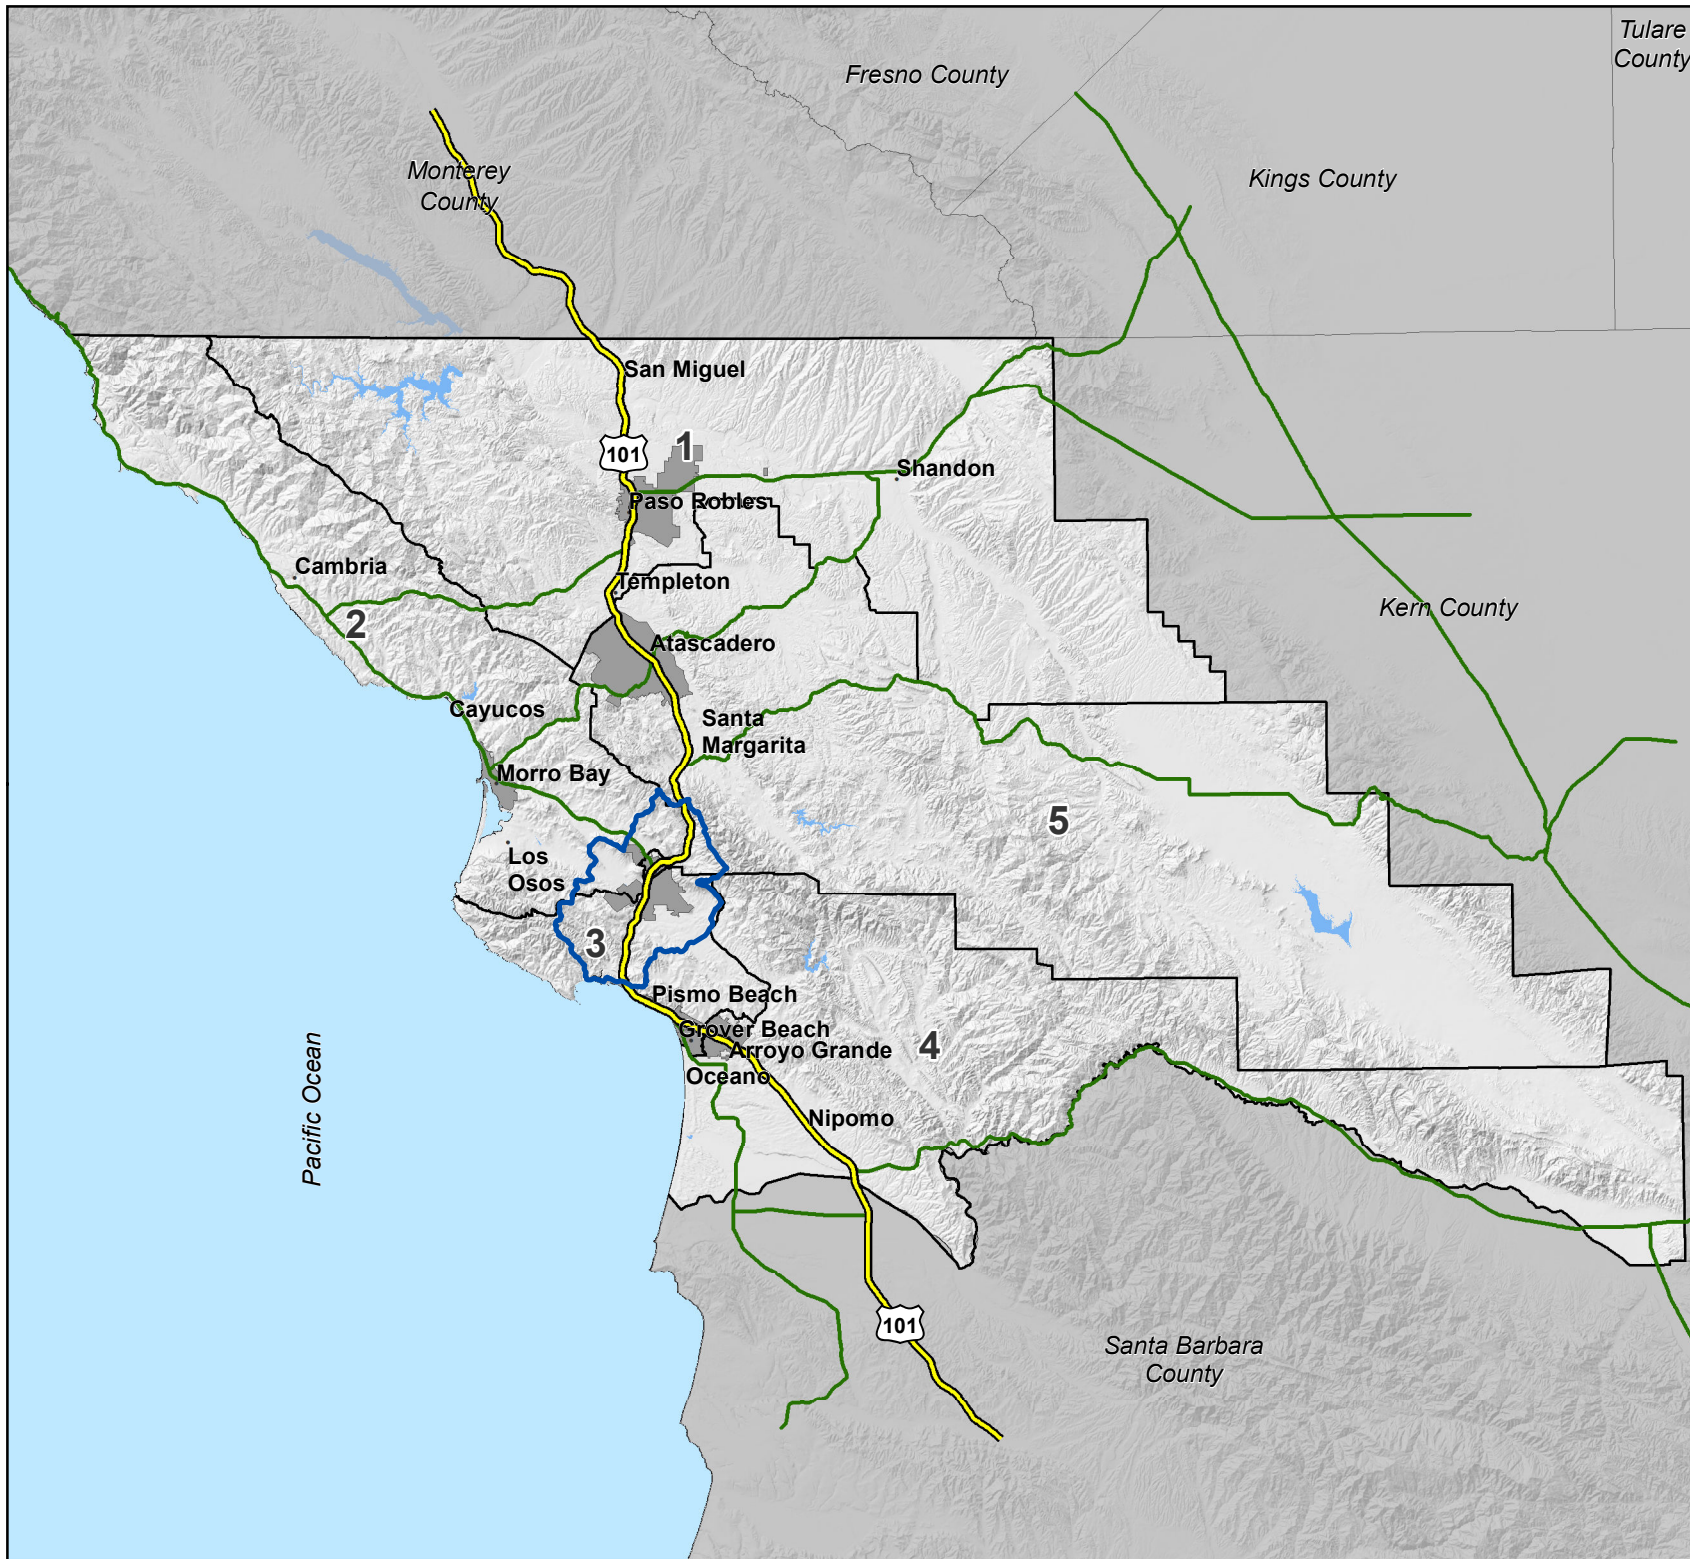 Tulare
County
Fresno County
Monterey
County
Kings County
San Miguel
101
1
Shandon
Paso Robles
Cambria
Templeton
Kern County
2
Atascadero
Cayucos
Santa
Margarita
Morro Bay
5
Los
Osos
3
Pismo Beach
Grover Beach
Arroyo Grande
4
Oceano
Pacific Ocean
Nipomo
101
Santa Barbara
County